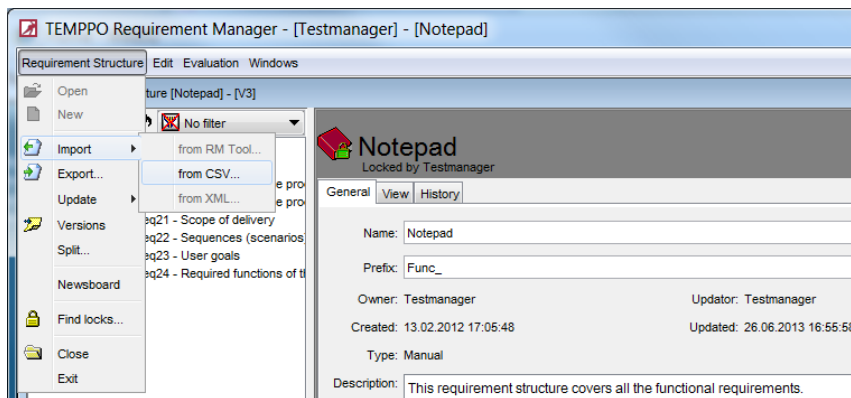 TEMPPO Requirement Manager - [Testmanager] - [Notepad]
Requirement Structure Edit Evaluation Windows
Open
ture [Notepad] - [V3]
New
No filter
Import
from RM Tool...
Export...
from CSV...
Update
from XML...
e pro
e pro
Versions
Split...
Newsboard
Find locks...
Close
Exit
eq21 - Scope of delivery
eq22 - Sequences (scenarios)
eq23 - User goals
eq24 - Required functions of th
Notepad
Locked by Testmanager
General View History
Name: Notepad
Prefix: Func_
Owner: Testmanager Updator: Testmanager
Created: 13.02.2012 17:05:48 Updated: 26.06.2013 16:55:58
Type: Manual
Description: This requirement structure covers all the functional requirements.